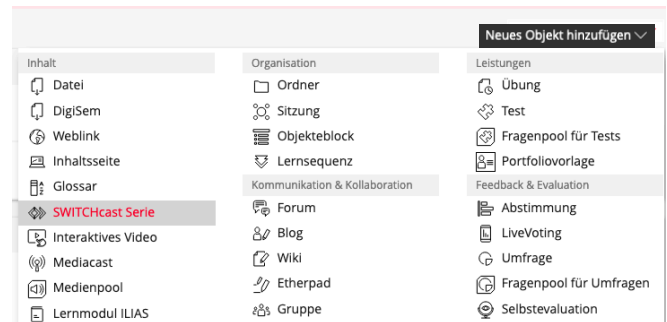 Neues Objekt hinzufügen
Inhalt
Datei
DigiSem
Weblink
Inhaltsseite
Glossar
SWITCHcast Serie
Interaktives Video
Mediacast
Medienpool
Lernmodul ILIAS
Organisation
Ordner
Sitzung
Objekteblock
Lernsequenz
Kommunikation & Kollaboration
Forum
Blog
Wiki
Etherpad
Gruppe
Leistungen
Übung
Test
Fragenpool für Tests
Portfoliovorlage
Feedback & Evaluation
Abstimmung
LiveVoting
Umfrage
Fragenpool für Umfragen
Selbstevaluation